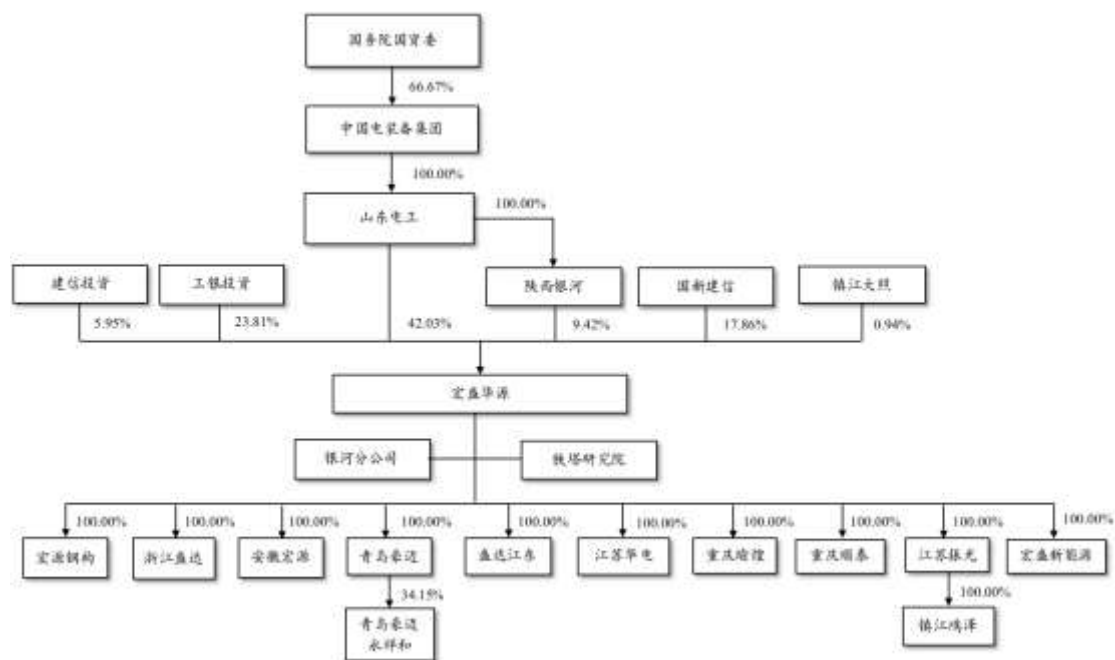 国务院国资委
66.67%
中国电装备集团
100.00%
山东电工
100.00%
建信投资
工银投资
陕西银河
国新建信
镇江大照
5.95%
23.81%
42.03%
9.42%
17.86%
0.94%
宏盛华源
银河分公司
铁塔研究院
100.00%
100.00%
100.00%
100.00%
100.00%
100.00%
100.00%
100.00%
100.00%
100.00%
宏源钢构
浙江盛达
安徽宏源
青岛豪迈
盛达江东
江苏华电
重庆瑜煌
重庆顺泰
江苏振光
宏盛新能源
34.15%
100.00%
青岛豪迈
永祥和
镇江鸿泽